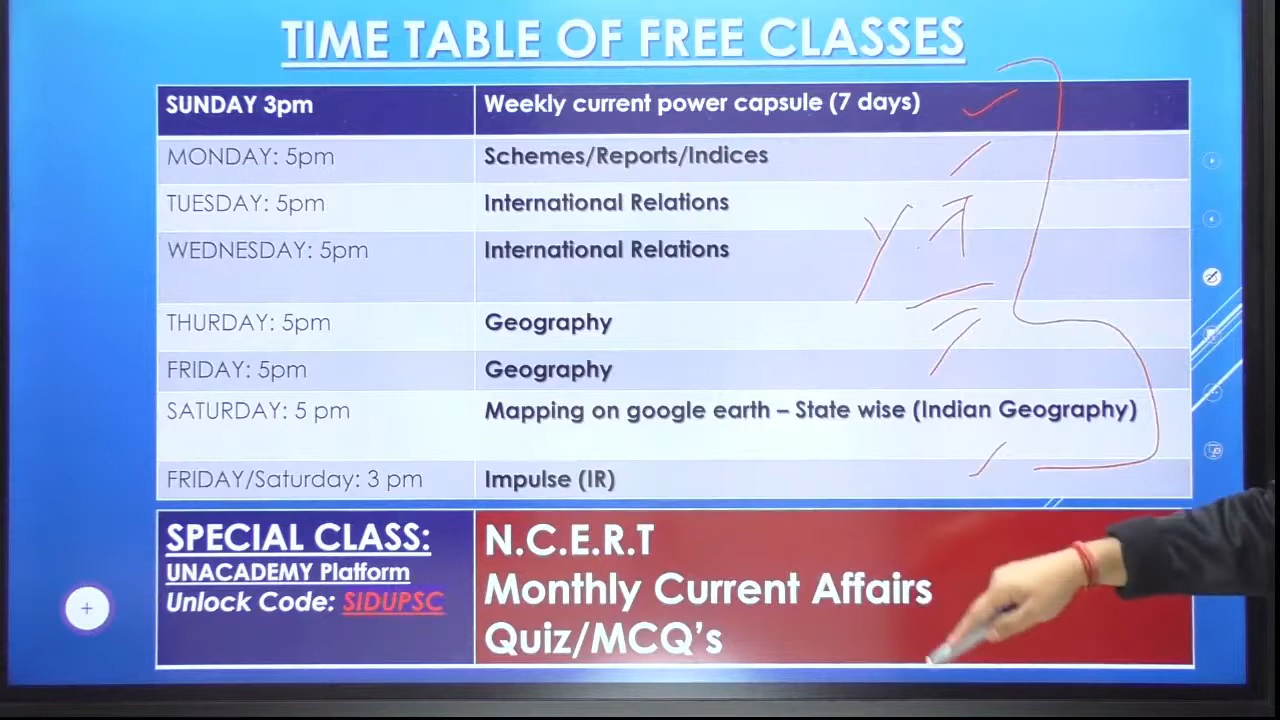 TIME TABLE OF FREE CLASSES
SUNDAY 3pm Weekly current power capsule (7 days)
MONDAY: 5pm Schemes/Reports/Indices
TUESDAY: 5pm International Relations
WEDNESDAY: 5pm International Relations
THURDAY: 5pm Geography
FRIDAY: 5pm Geography
SATURDAY: 5 pm Mapping on google earth – State wise (Indian Geography)
FRIDAY/Saturday: 3 pm Impulse (IR)
SPECIAL CLASS: N.C.E.R.T
UNACADEMY Platform Monthly Current Affairs
Unlock Code: SIDUPSC Quiz/MCQ's